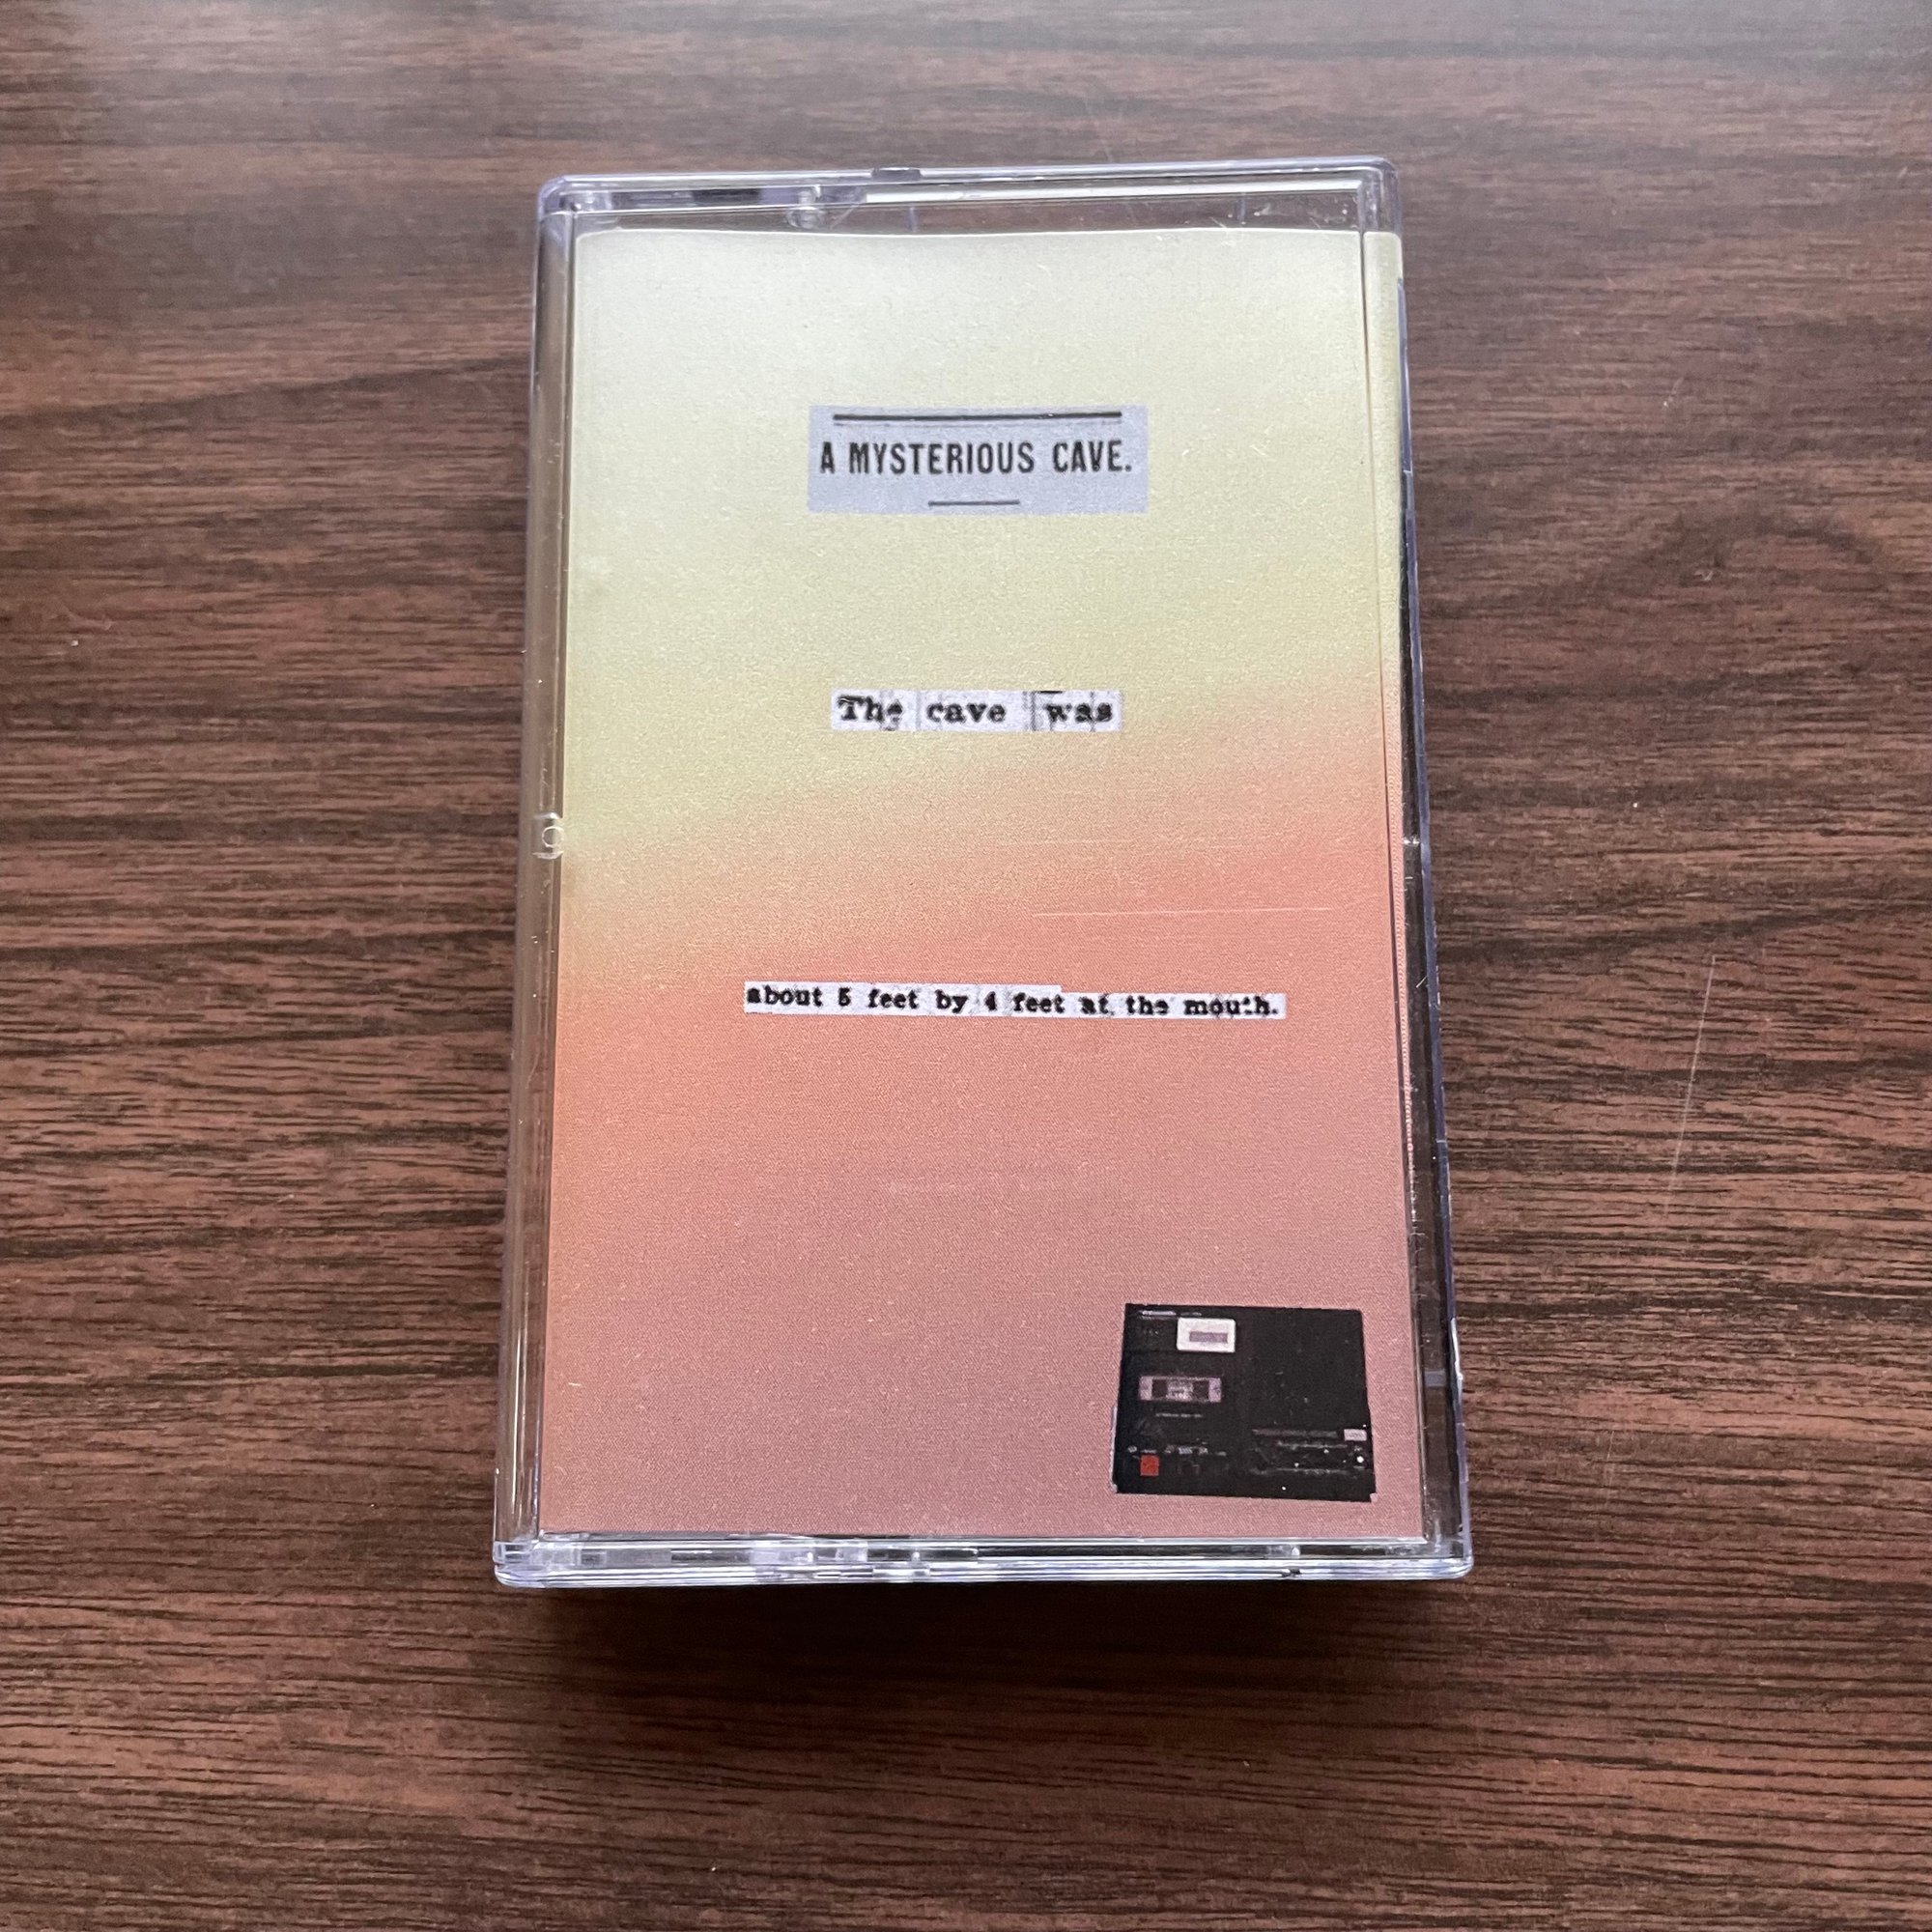 A MYSTERIOUS CAVE.
The cave was
about 5 feet by 4 feet at the mouth.